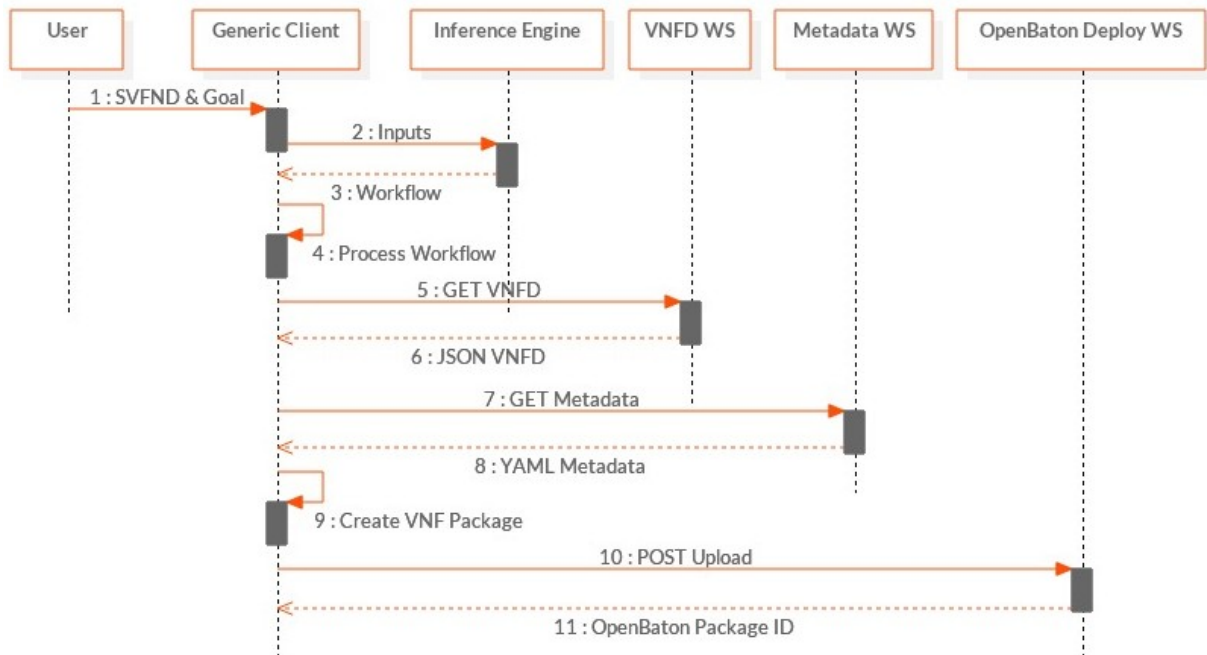 User
Generic Client
Inference Engine
VNFD WS
Metadata WS
OpenBaton Deploy WS
1 : SVFND & Goal
2 : Inputs
3 : Workflow
4 : Process Workflow
5 : GET VNFD
6 : JSON VNFD
7 : GET Metadata
8 : YAML Metadata
9 : Create VNF Package
10 : POST Upload
11 : OpenBaton Package ID